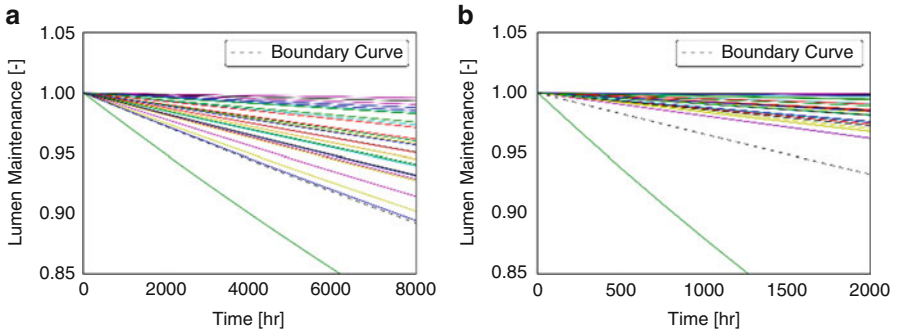 a
1.05
1.00
0.95
0.90
0.85
Lumen Maintenance [-]
Boundary Curve
0 2000 4000 6000 8000
Time [hr]
b
1.05
1.00
0.95
0.90
0.85
Lumen Maintenance [-]
Boundary Curve
0 500 1000 1500 2000
Time [hr]